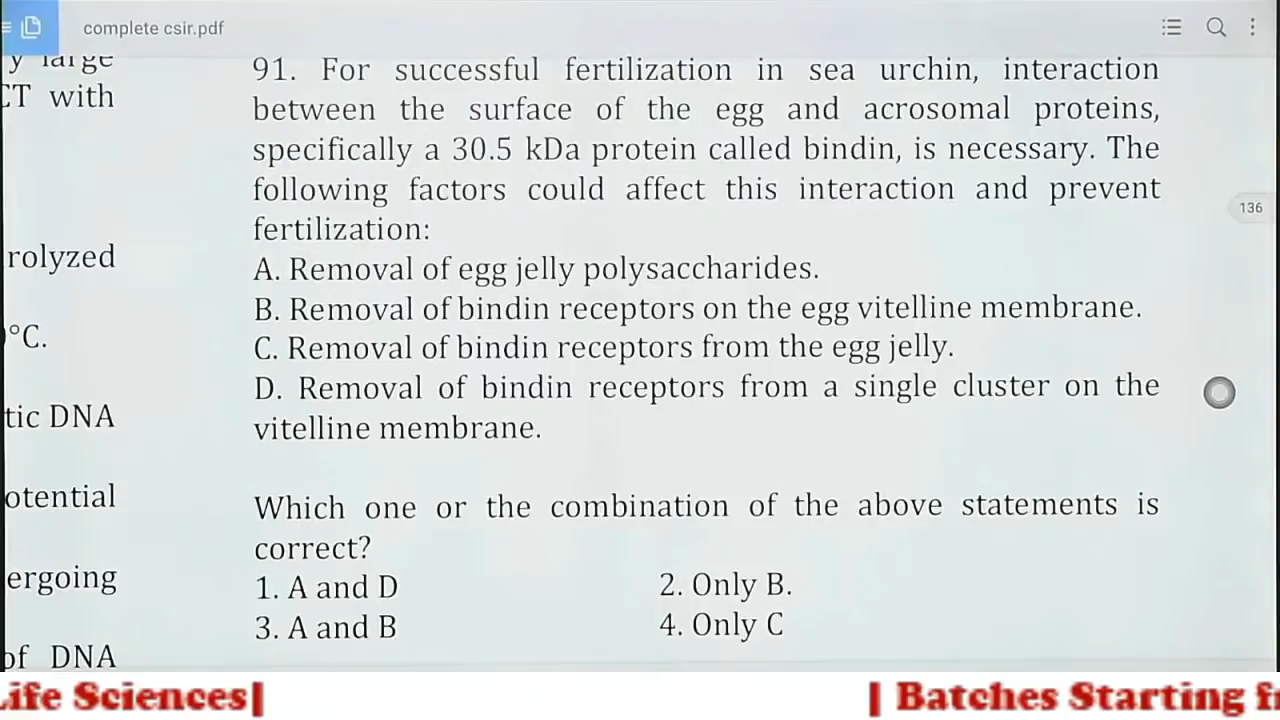 complete csir.pdf
y large
CT with
rolyzed
°C.
tic DNA
otential
ergoing
of DNA
91. For successful fertilization in sea urchin, interaction
between the surface of the egg and acrosomal proteins,
specifically a 30.5 kDa protein called bindin, is necessary. The
following factors could affect this interaction and prevent
fertilization:
A. Removal of egg jelly polysaccharides.
B. Removal of bindin receptors on the egg vitelline membrane.
C. Removal of bindin receptors from the egg jelly.
D. Removal of bindin receptors from a single cluster on the
vitelline membrane.
Which one or the combination of the above statements is
correct?
1. A and D 2. Only B.
3. A and B 4. Only C
136
Life Sciences| | Batches Starting fr